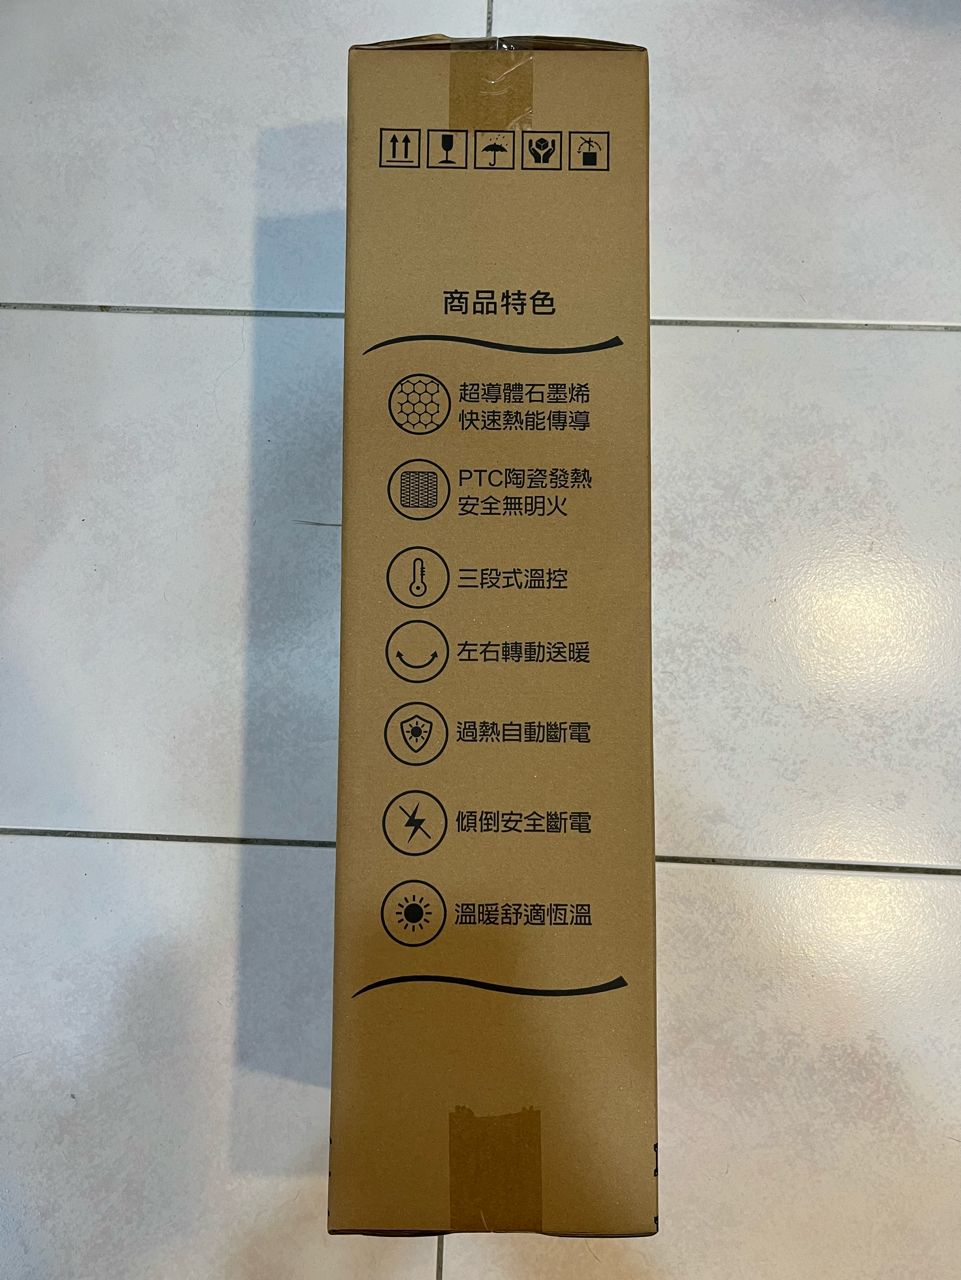 商品特色
超導體石墨烯
快速熱能傳導
PTC陶瓷發熱
安全無明火
三段式溫控
左右轉動送暖
過熱自動斷電
傾倒安全斷電
溫暖舒適恆溫